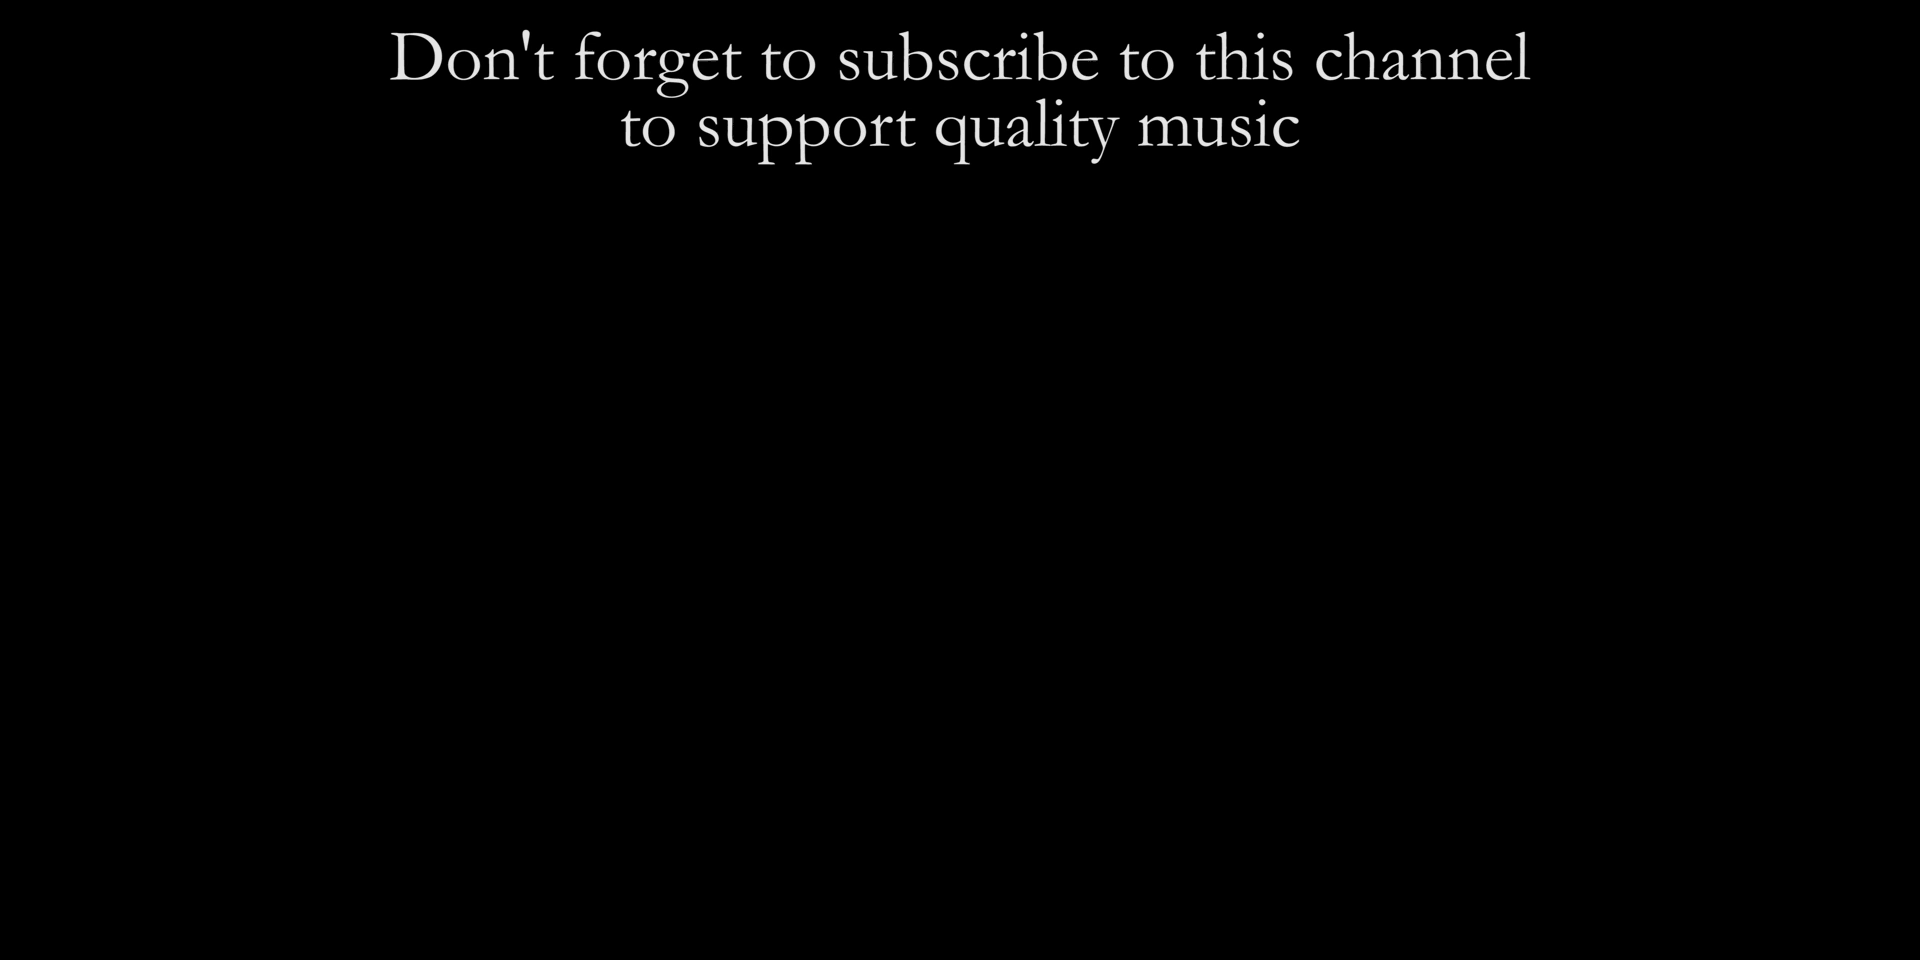 Don't forget to subscribe to this channel
to support quality music